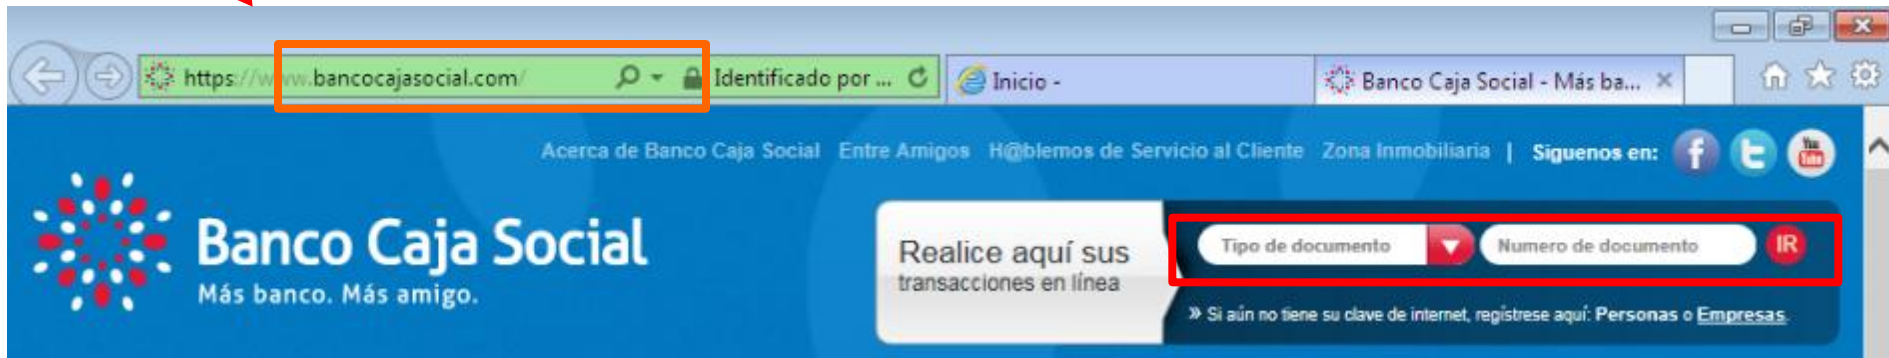 https://www.bancocajasocial.com/ Identificado por ... Inicio - Banco Caja Social - Más ba...
Acerca de Banco Caja Social Entre Amigos H@blemos de Servicio al Cliente Zona Inmobiliaria | Siguenos en: f t You Tube
Banco Caja Social
Más banco. Más amigo.
Realice aquí sus
transacciones en línea
Tipo de documento Numero de documento IR
» Si aún no tiene su clave de internet, regístrese aquí: Personas o Empresas.